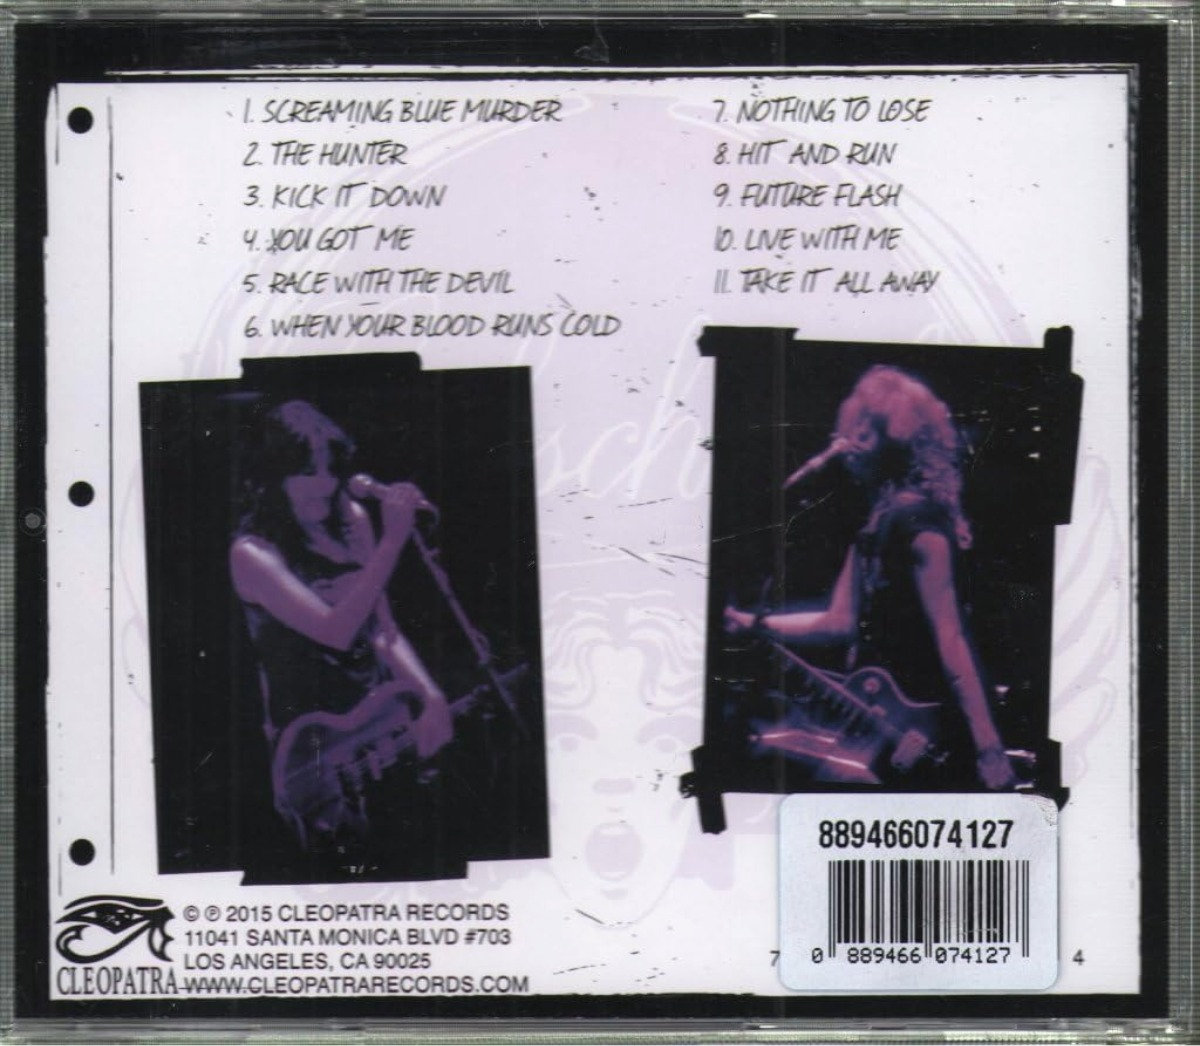 1. SCREAMING BLUE MURDER
2. THE HUNTER
3. KICK IT DOWN
4. YOU GOT ME
5. RACE WITH THE DEVIL
6. WHEN YOUR BLOOD RUNS COLD
7. NOTHING TO LOSE
8. HIT AND RUN
9. FUTURE FLASH
10. LIVE WITH ME
11. TAKE IT ALL AWAY
© ℗ 2015 CLEOPATRA RECORDS
11041 SANTA MONICA BLVD #703
LOS ANGELES, CA 90025
CLEOPATRA WWW.CLEOPATRARECORDS.COM
889466074127
0 889466 074127
7 4